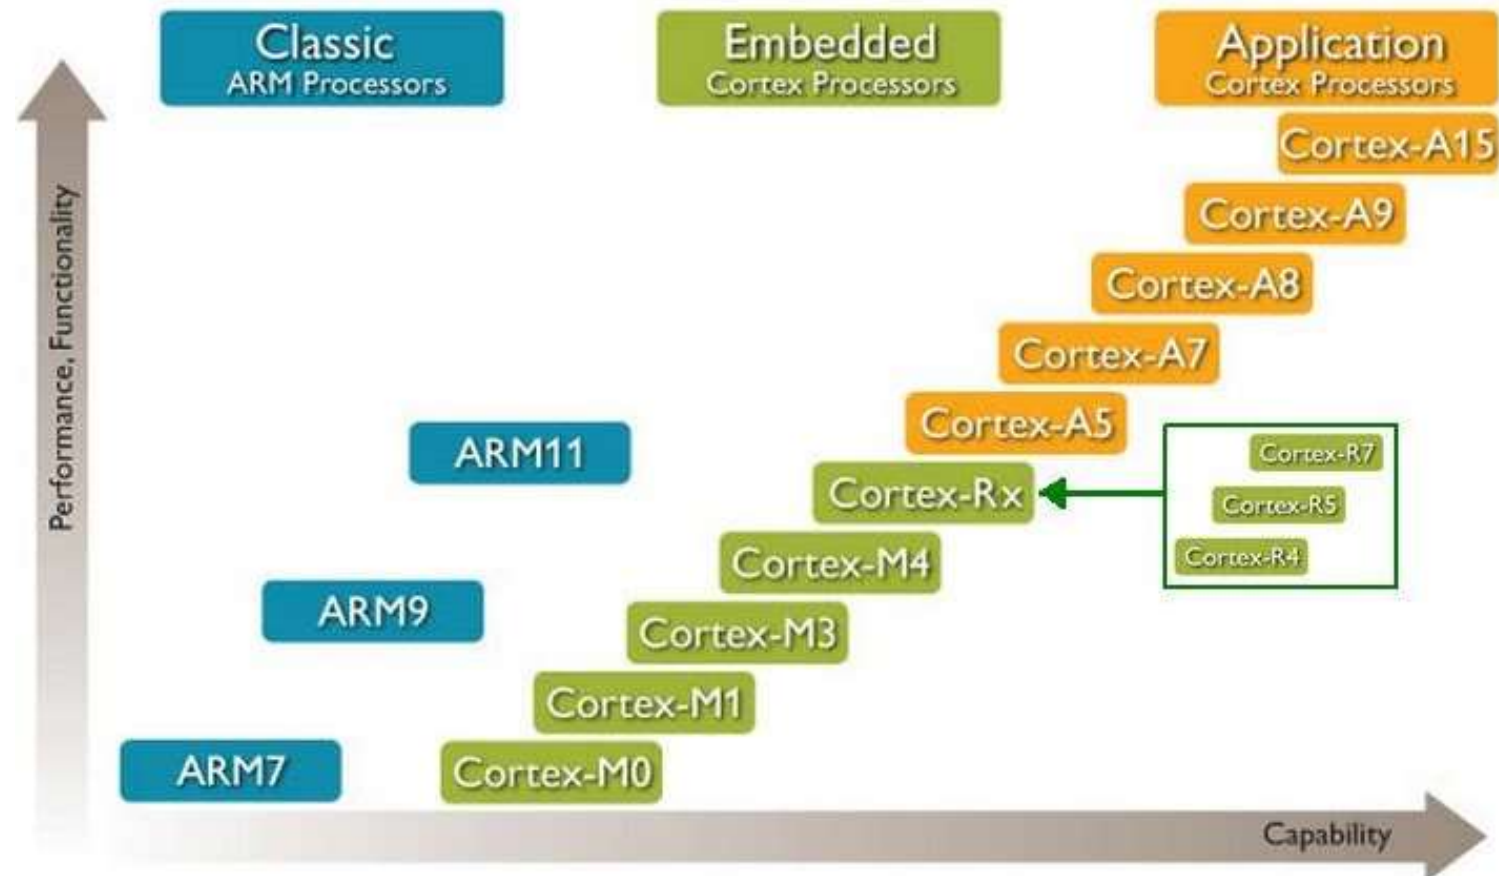 Classic
ARM Processors
Embedded
Cortex Processors
Application
Cortex Processors
Cortex-A15
Cortex-A9
Cortex-A8
Cortex-A7
Cortex-A5
ARM11
Cortex-R7
Cortex-Rx
Cortex-R5
Cortex-R4
Cortex-M4
ARM9
Cortex-M3
Cortex-M1
ARM7
Cortex-M0
Performance, Functionality
Capability